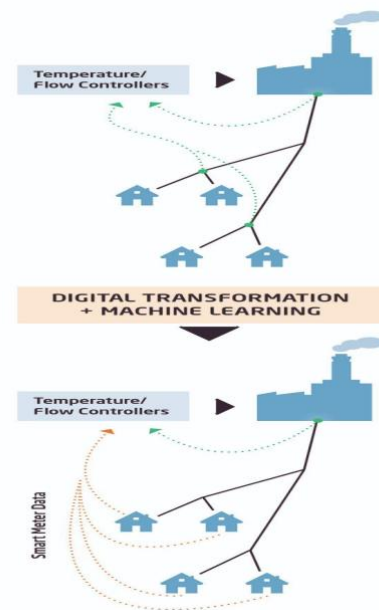 Temperature/
Flow Controllers
DIGITAL TRANSFORMATION
+ MACHINE LEARNING
Temperature/
Flow Controllers
Smart Meter Data